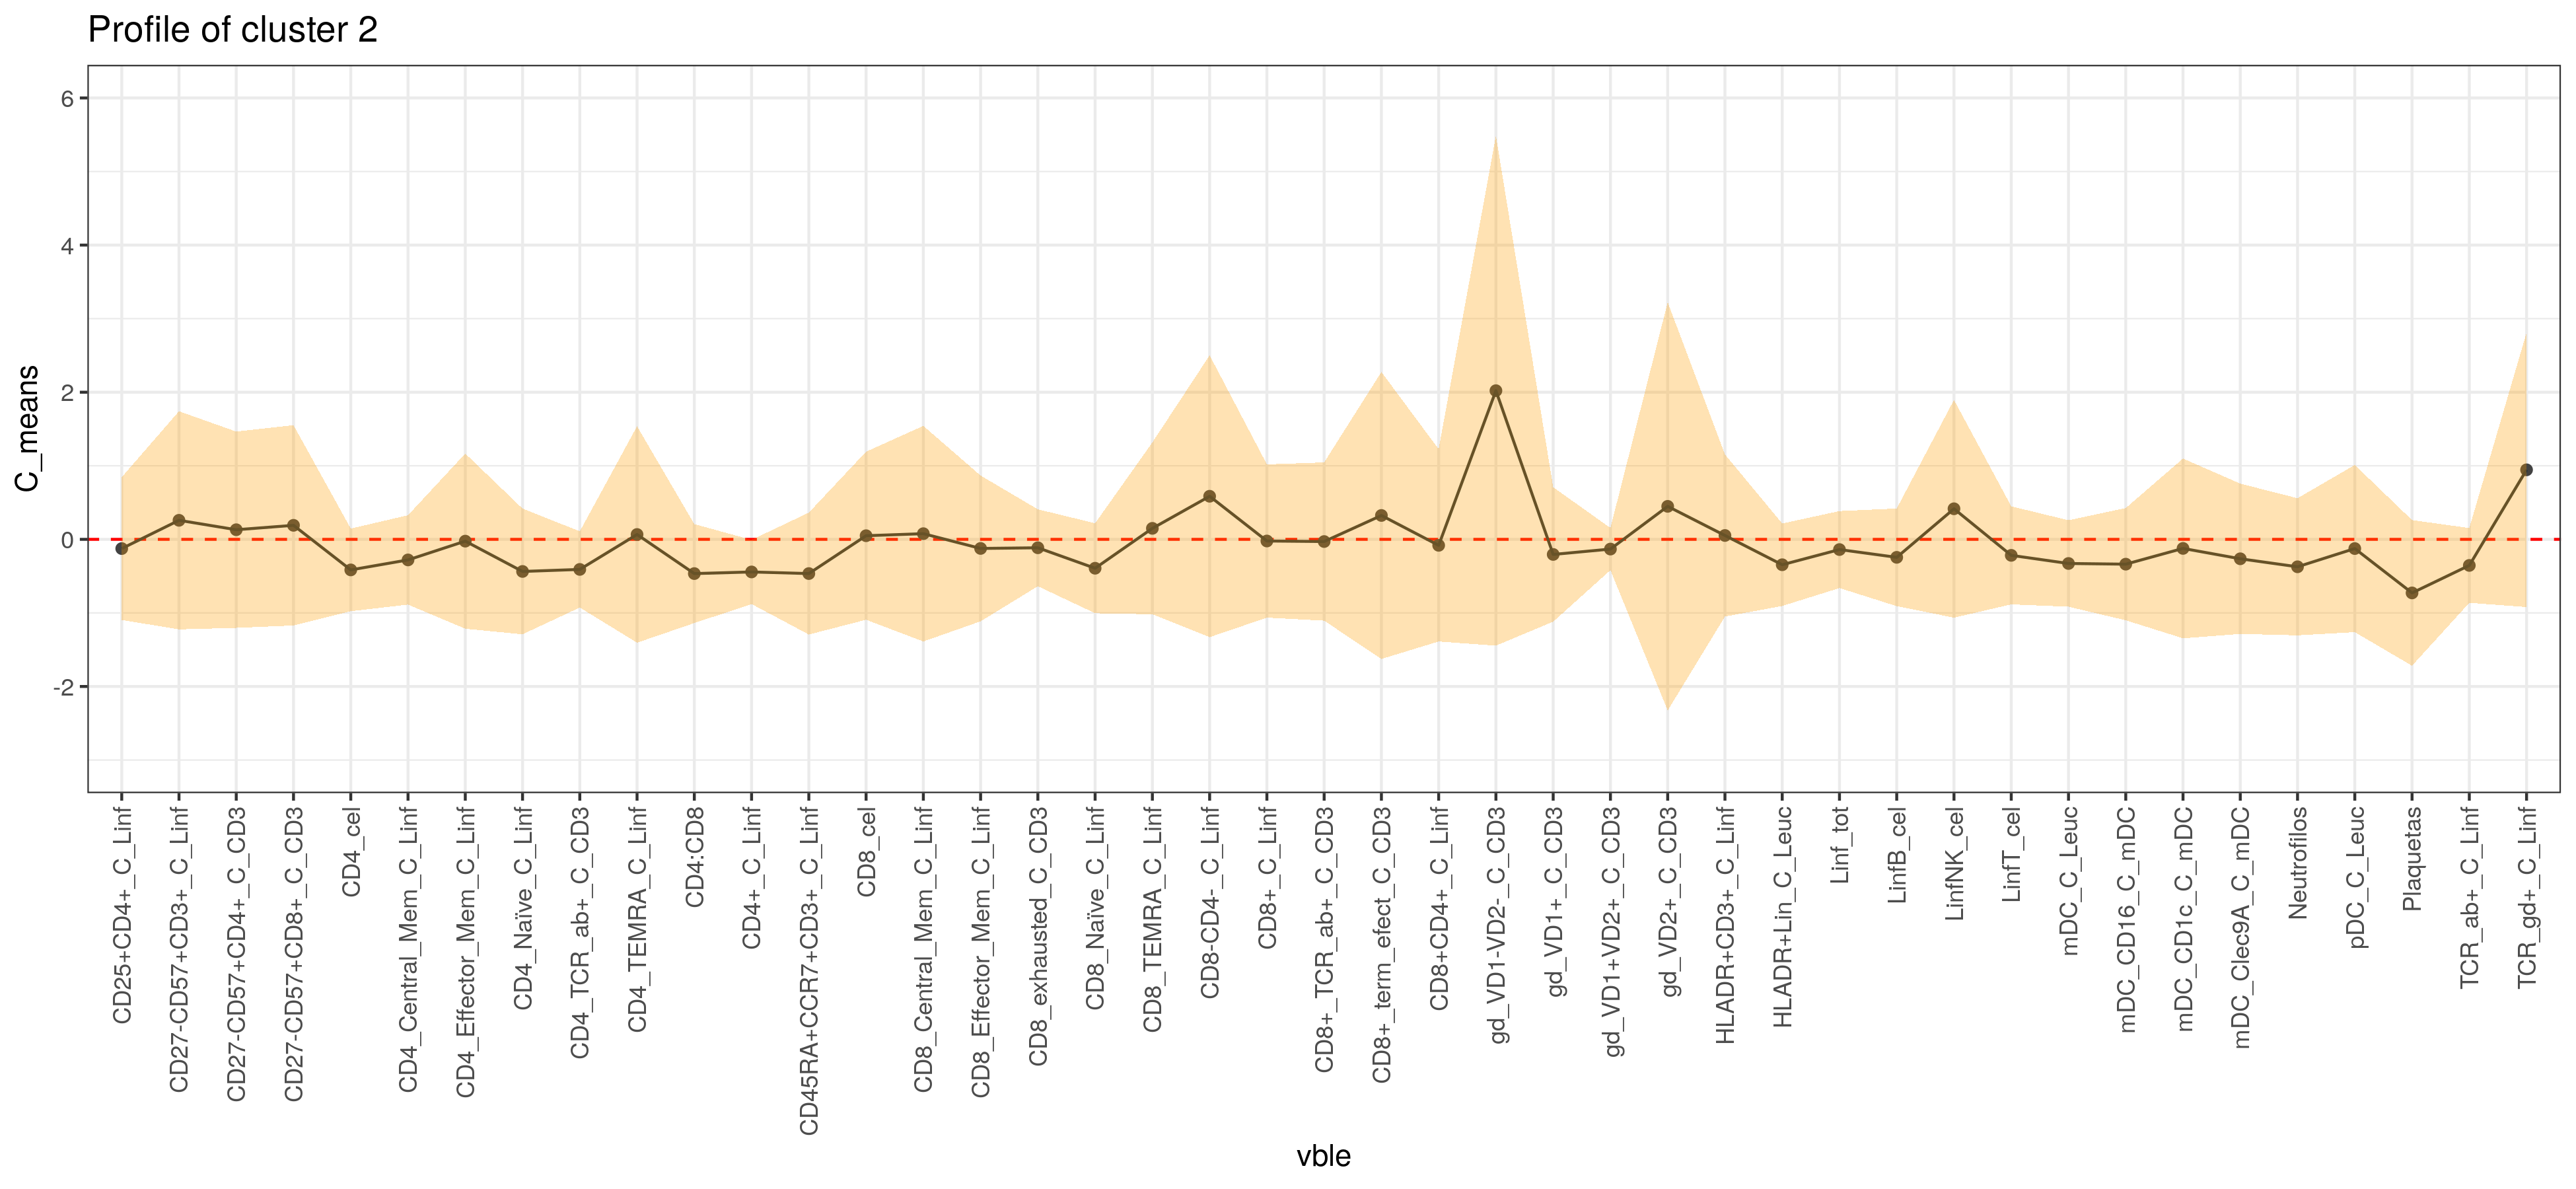 Profile of cluster 2
6
4
2
0
-2
C_means
CD25+CD4+_C_Linf
CD27-CD57+CD3+_C_Linf
CD27-CD57+CD4+_C_CD3
CD27-CD57+CD8+_C_CD3
CD4_cel
CD4_Central_Mem_C_Linf
CD4_Effector_Mem_C_Linf
CD4_Naïve_C_Linf
CD4_TCR_ab+_C_CD3
CD4_TEMRA_C_Linf
CD4:CD8
CD4+_C_Linf
CD45RA+CCR7+CD3+_C_Linf
CD8_cel
CD8_Central_Mem_C_Linf
CD8_Effector_Mem_C_Linf
CD8_exhausted_C_CD3
CD8_Naïve_C_Linf
CD8_TEMRA_C_Linf
CD8-CD4-_C_Linf
CD8+_C_Linf
CD8+_TCR_ab+_C_CD3
CD8+_term_efect_C_CD3
CD8+CD4+_C_Linf
gd_VD1-VD2-_C_CD3
gd_VD1+_C_CD3
gd_VD1+VD2+_C_CD3
gd_VD2+_C_CD3
HLADR+CD3+_C_Linf
HLADR+Lin_C_Leuc
Linf_tot
LinfB_cel
LinfNK_cel
LinfT_cel
mDC_C_Leuc
mDC_CD16_C_mDC
mDC_CD1c_C_mDC
mDC_Clec9A_C_mDC
Neutrofilos
pDC_C_Leuc
Plaquetas
TCR_ab+_C_Linf
TCR_gd+_C_Linf
vble